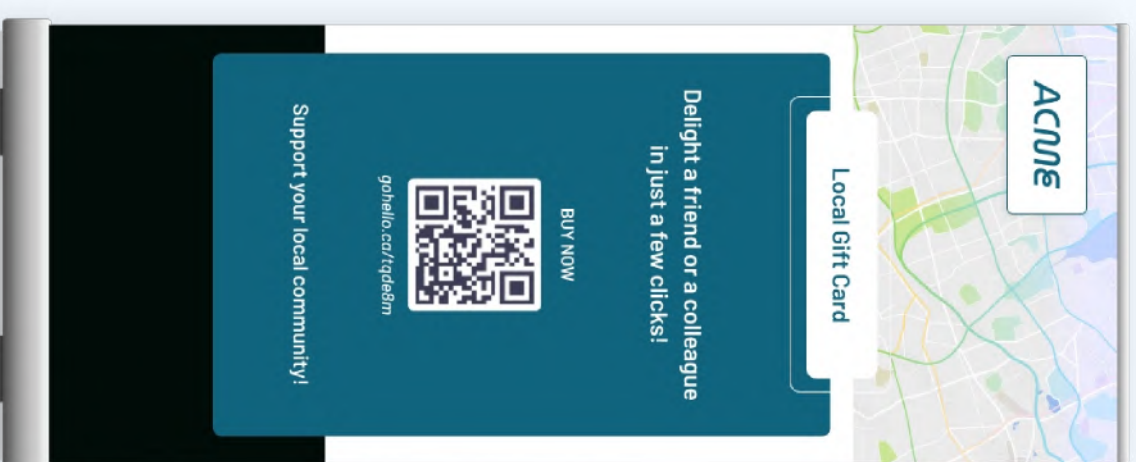 ACME
Local Gift Card
Delight a friend or a colleague
in just a few clicks!
BUY NOW
gohello.ca/tqde8m
Support your local community!